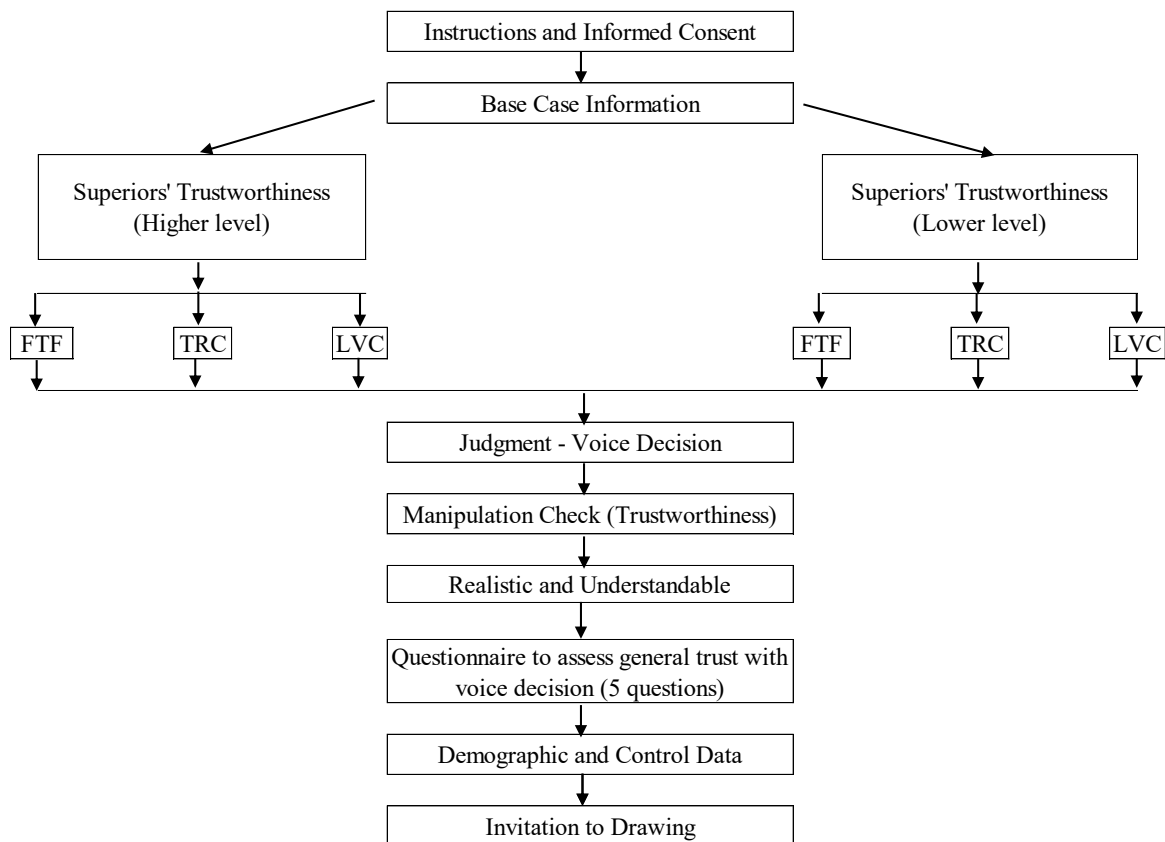 Instructions and Informed Consent
Base Case Information
Superiors' Trustworthiness
(Higher level)
Superiors' Trustworthiness
(Lower level)
FTF
TRC
LVC
FTF
TRC
LVC
Judgment - Voice Decision
Manipulation Check (Trustworthiness)
Realistic and Understandable
Questionnaire to assess general trust with
voice decision (5 questions)
Demographic and Control Data
Invitation to Drawing